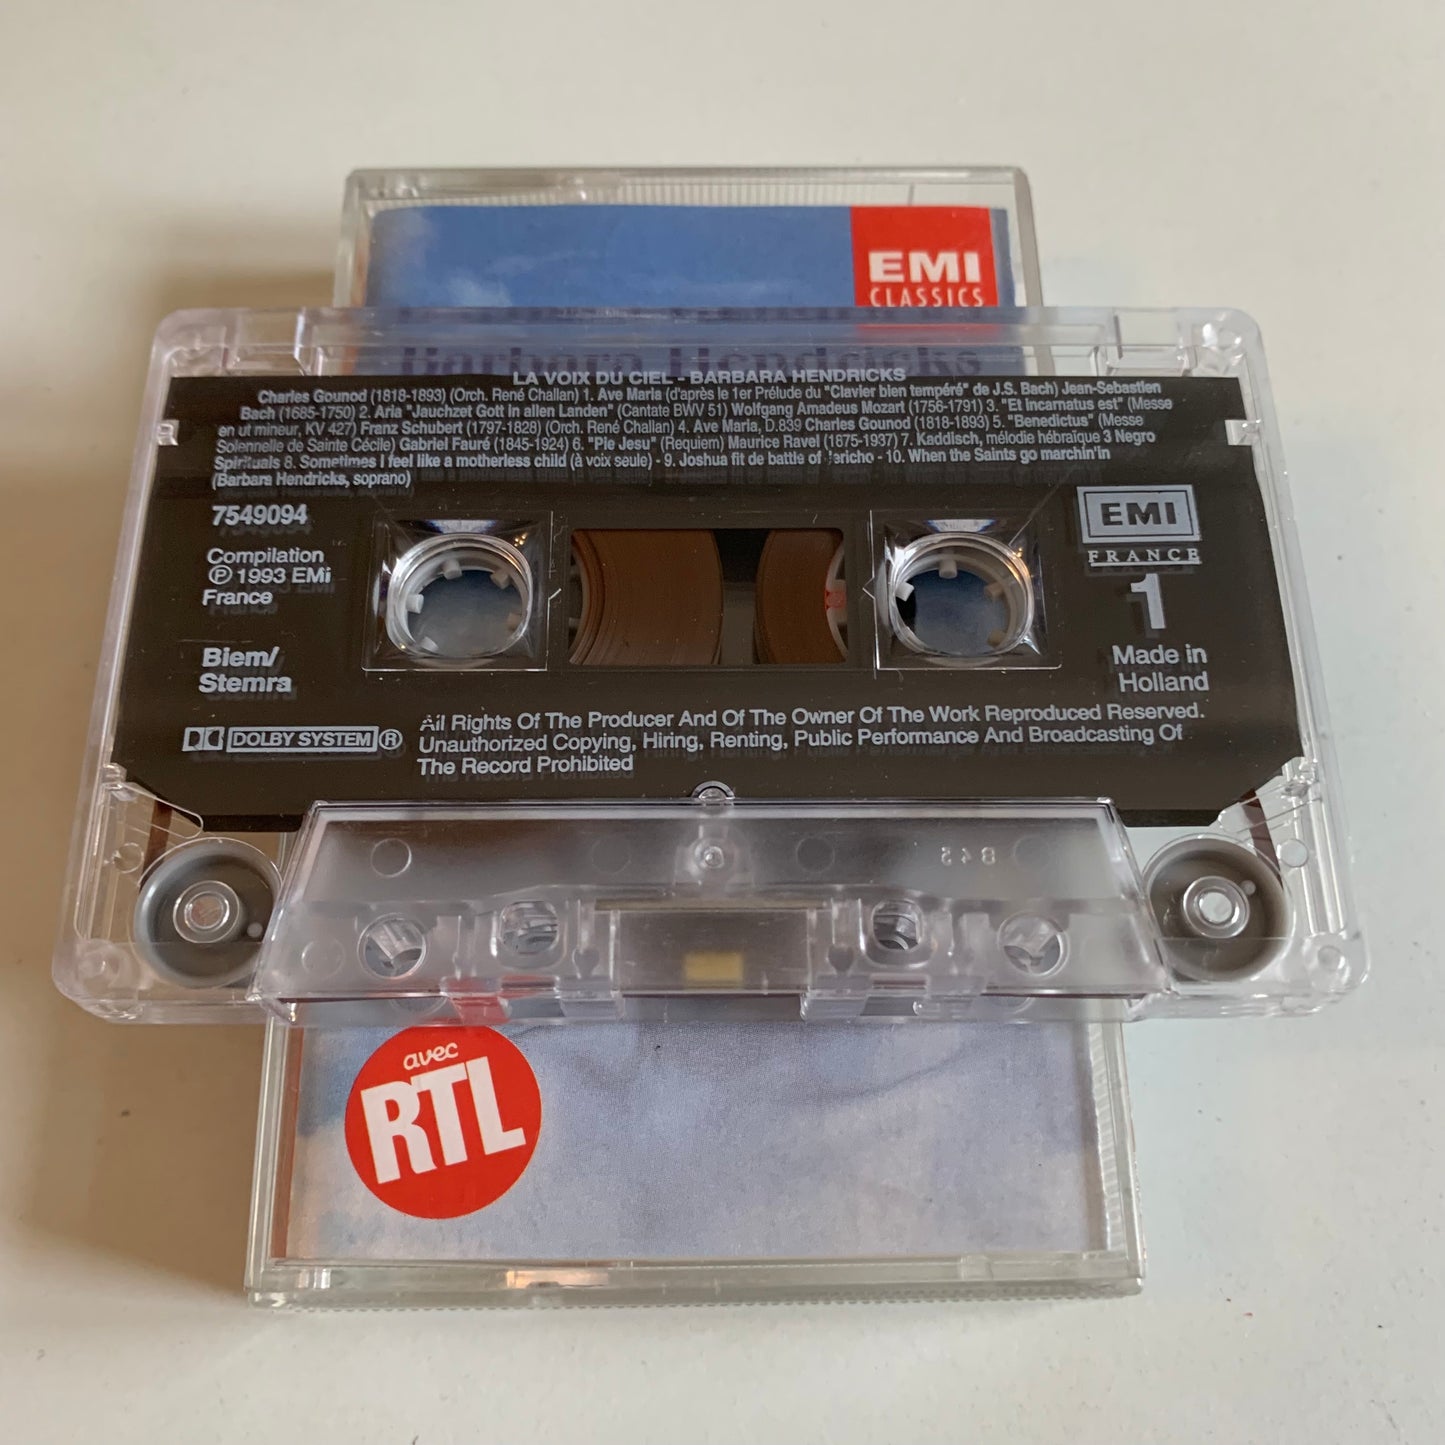 EMI
CLASSICS
Barbara Hendricks
LA VOIX DU CIEL - BARBARA HENDRICKS
Charles Gounod (1818-1893) (Orch. René Challan) 1. Ave Maria (d'après le 1er Prélude du "Clavier bien tempéré" de J.S. Bach) Jean-Sebastien
Bach (1685-1750) 2. Aria "Jauchzet Gott in allen Landen" (Cantate BWV 51) Wolfgang Amadeus Mozart (1756-1791) 3. "Et Incarnatus est" (Messe
en ut mineur, KV 427) Franz Schubert (1797-1828) (Orch. René Challan) 4. Ave Maria, D.839 Charles Gounod (1818-1893) 5. "Benedictus" (Messe
Solennelle de Sainte Cécile) Gabriel Fauré (1845-1924) 6. "Pie Jesu" (Requiem) Maurice Ravel (1875-1937) 7. Kaddisch, mélodie hébraïque 3 Negro
Spirituals 8. Sometimes I feel like a motherless child (à voix seule) - 9. Joshua fit de battle of Jericho - 10. When the Saints go marchin'in
(Barbara Hendricks, soprano)
7549094
EMI
FRANCE
Compilation
℗ 1993 EMi
France
1
Biem/
Stemra
Made in
Holland
DOLBY SYSTEM ®
All Rights Of The Producer And Of The Owner Of The Work Reproduced Reserved.
Unauthorized Copying, Hiring, Renting, Public Performance And Broadcasting Of
The Record Prohibited
avec
RTL